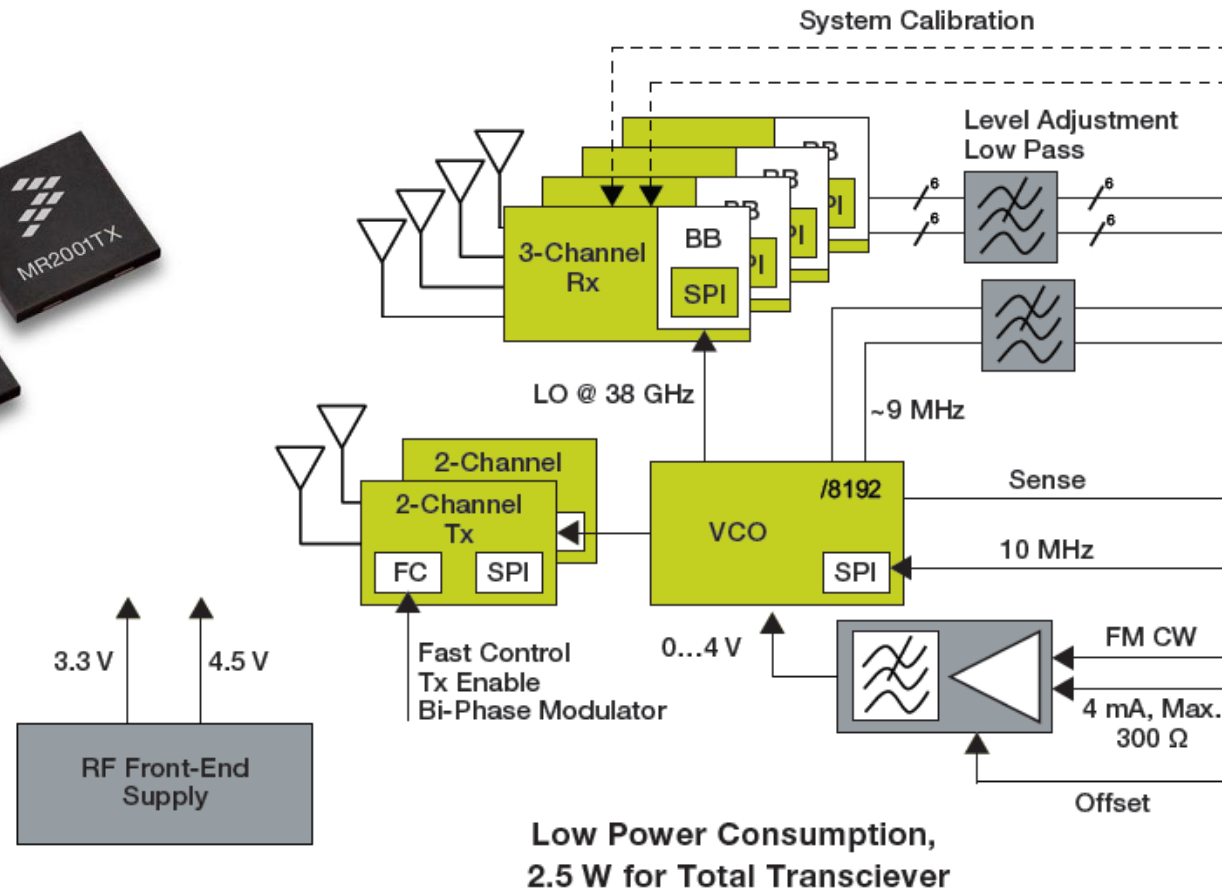 System Calibration
Level Adjustment
Low Pass
MR2001TX
BB
BB
BB
BB
PI
PI
PI
SPI
6
6
6
6
3-Channel
Rx
LO @ 38 GHz
~9 MHz
2-Channel
2-Channel
Tx
FC
SPI
/8192
VCO
SPI
Sense
10 MHz
3.3 V
4.5 V
Fast Control
Tx Enable
Bi-Phase Modulator
0...4 V
FM CW
4 mA, Max.
300 Ω
Offset
RF Front-End
Supply
Low Power Consumption,
2.5 W for Total Transciever